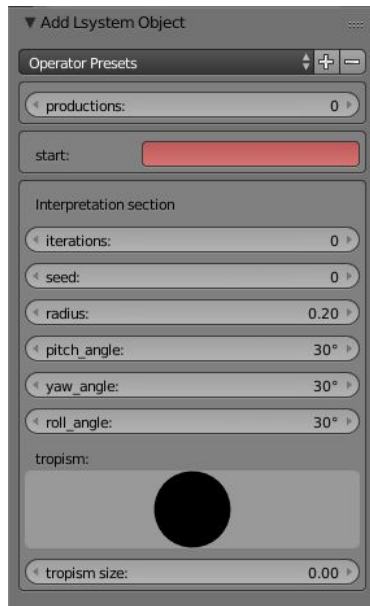 Add Lsystem Object
Operator Presets
productions: 0
start:
Interpretation section
iterations: 0
seed: 0
radius: 0.20
pitch_angle: 30°
yaw_angle: 30°
roll_angle: 30°
tropism:
tropism size: 0.00